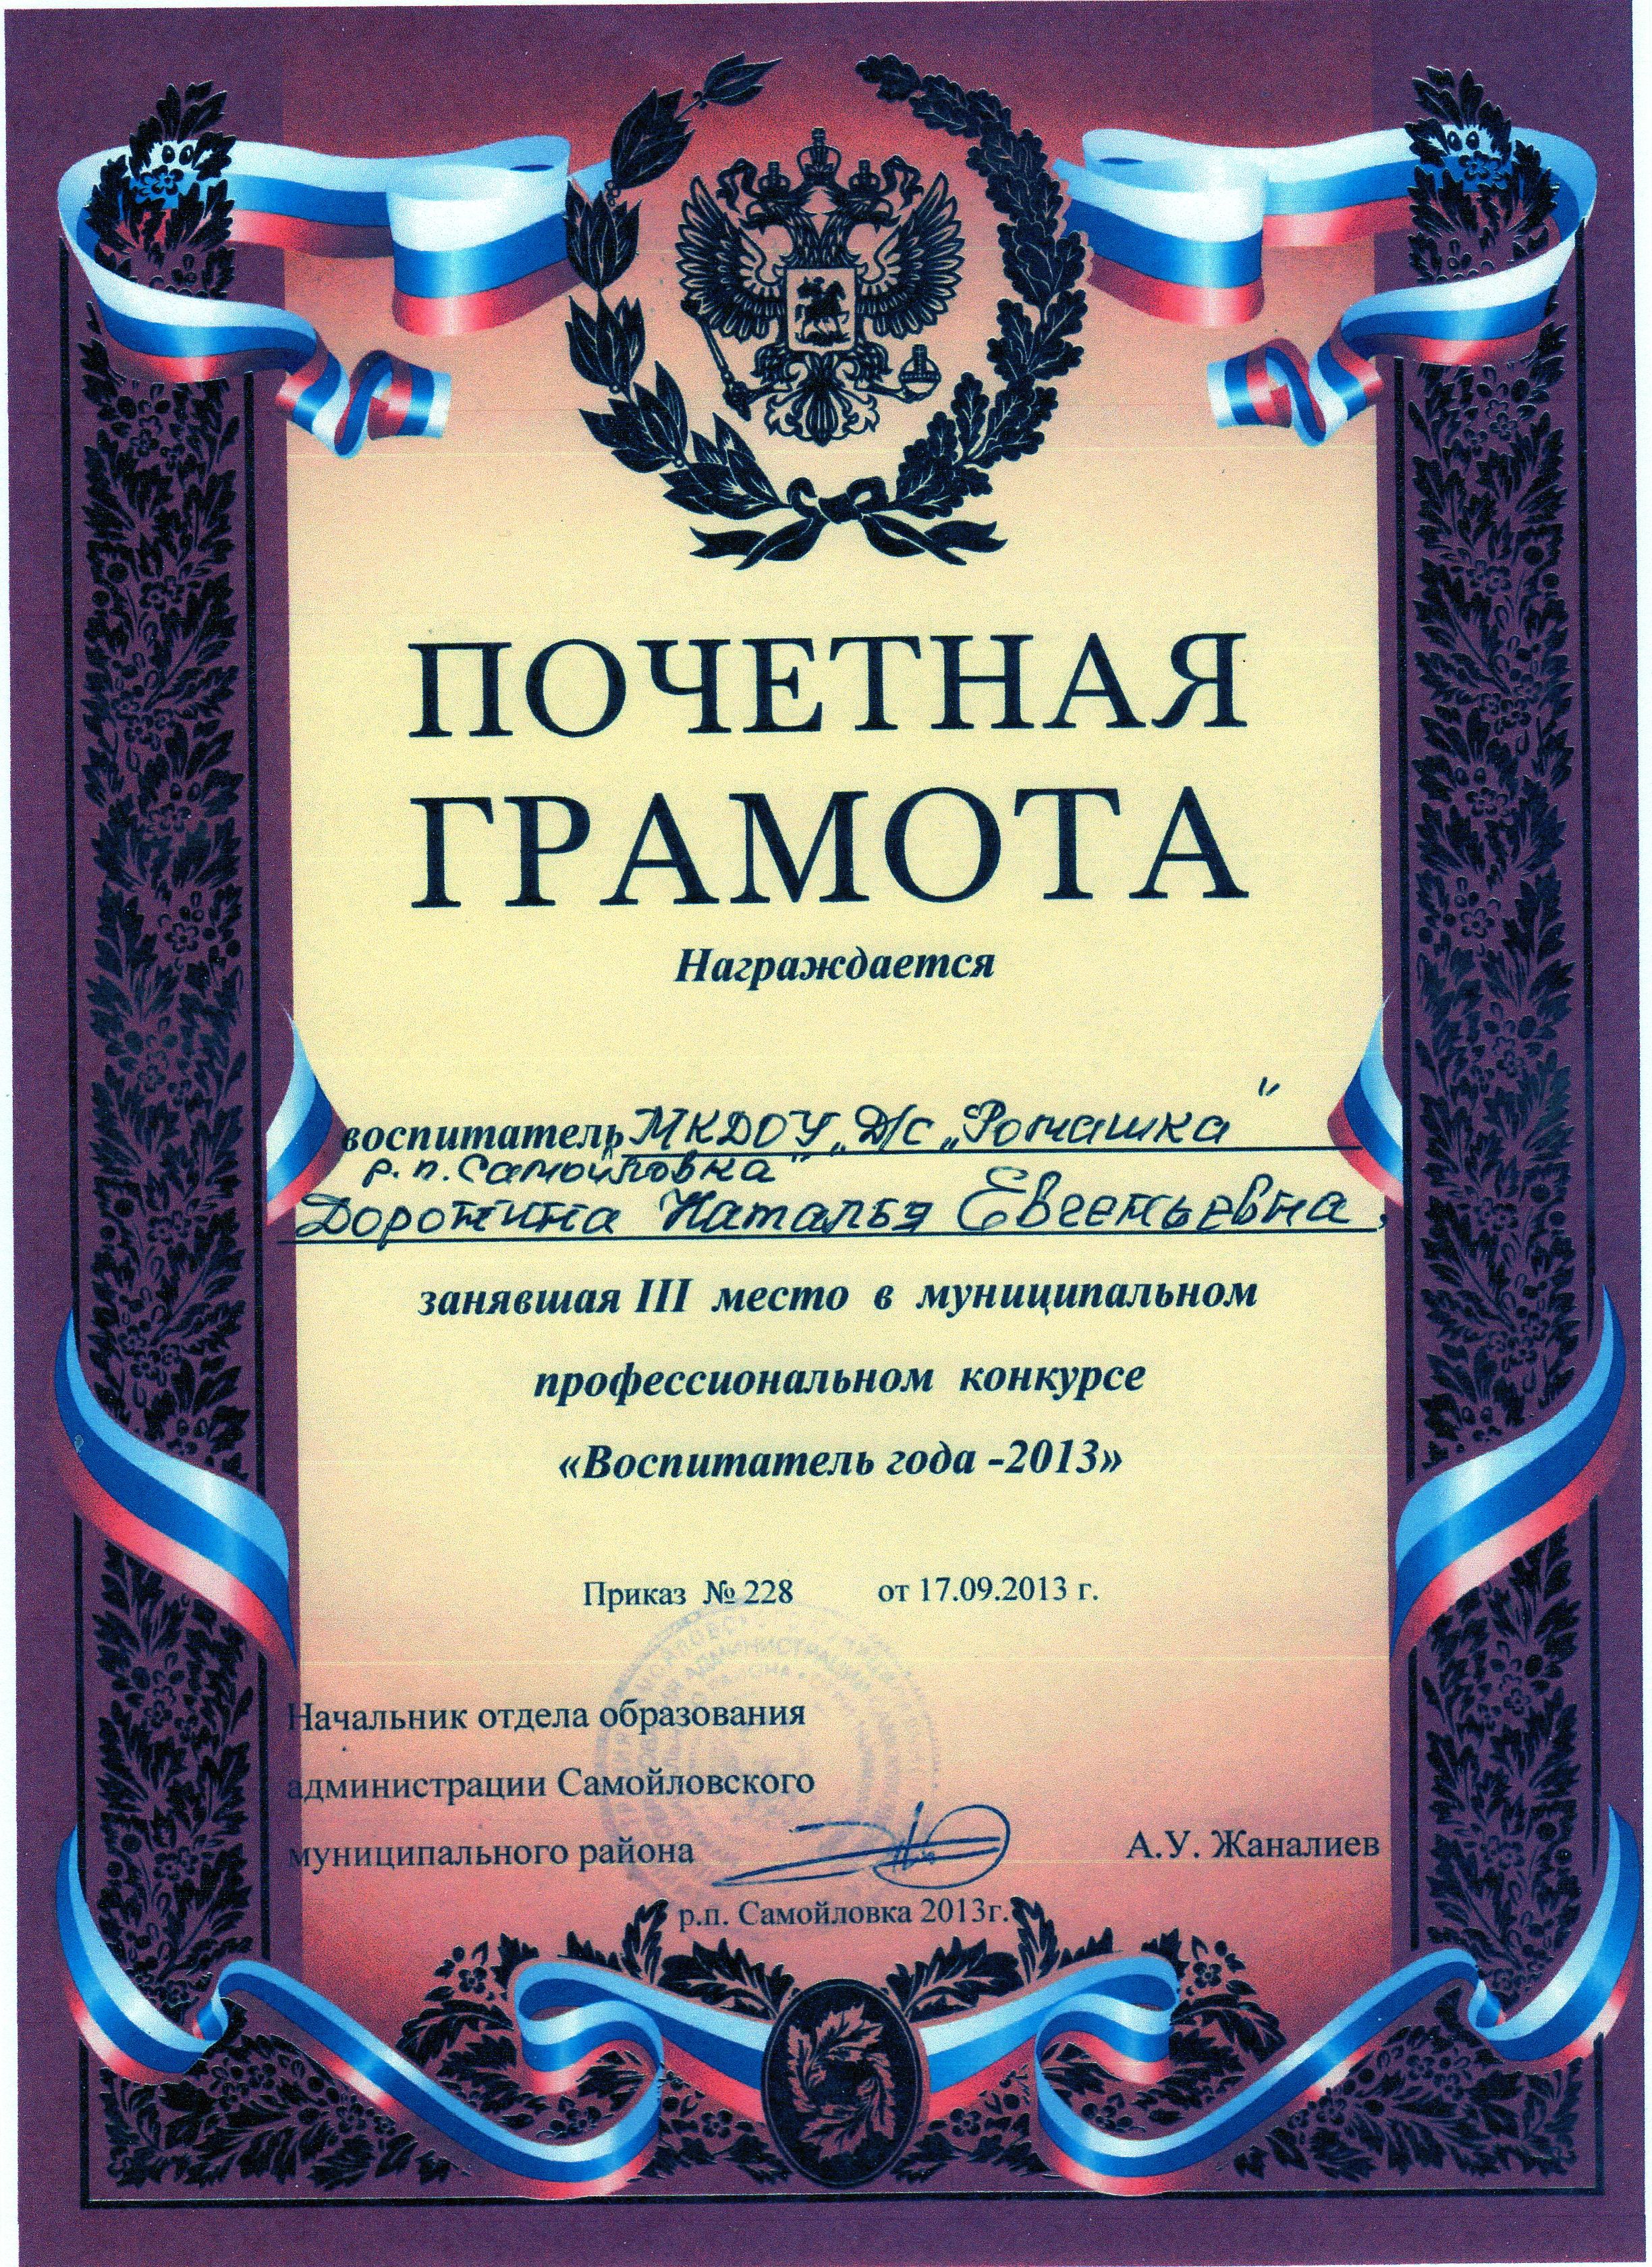 ПОЧЕТНАЯ
ГРАМОТА
Награждается
воспитатель МКДОУ „Д/с „Ромашка"
р.п. Самойловка"
Доронина Наталья Евгеньевна,
занявшая III место в муниципальном
профессиональном конкурсе
«Воспитатель года -2013»
Приказ № 228 от 17.09.2013 г.
Начальник отдела образования
администрации Самойловского
муниципального района А.У. Жаналиев
р.п. Самойловка 2013г.